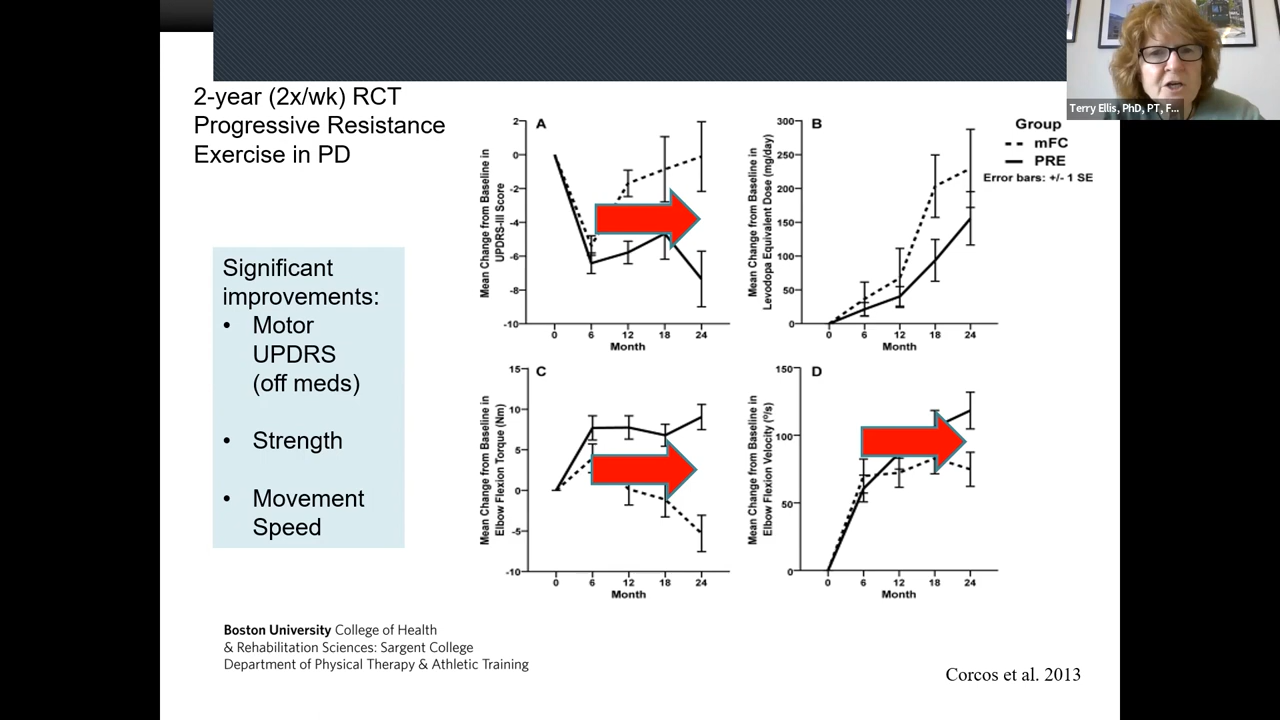 2-year (2x/wk) RCT
Progressive Resistance
Exercise in PD
Significant
improvements:
• Motor
UPDRS
(off meds)
• Strength
• Movement
Speed
A
Mean Change from Baseline in
UPDRS-III Score
2
0
-2
-4
-6
-8
-10
0 6 12 18 24
Month
B
Mean Change from Baseline in
Levodopa Equivalent Dose (mg/day)
300
250
200
150
100
50
0
0 6 12 18 24
Month
Group
mFC
PRE
Error bars: +/- 1 SE
C
Mean Change from Baseline in
Elbow Flexion Torque (Nm)
15
10
5
0
-5
-10
0 6 12 18 24
Month
D
Mean Change from Baseline in
Elbow Flexion Velocity (º/s)
150
100
50
0
0 6 12 18 24
Month
Boston University College of Health
& Rehabilitation Sciences: Sargent College
Department of Physical Therapy & Athletic Training
Corcos et al. 2013
Terry Ellis, PhD, PT, F...